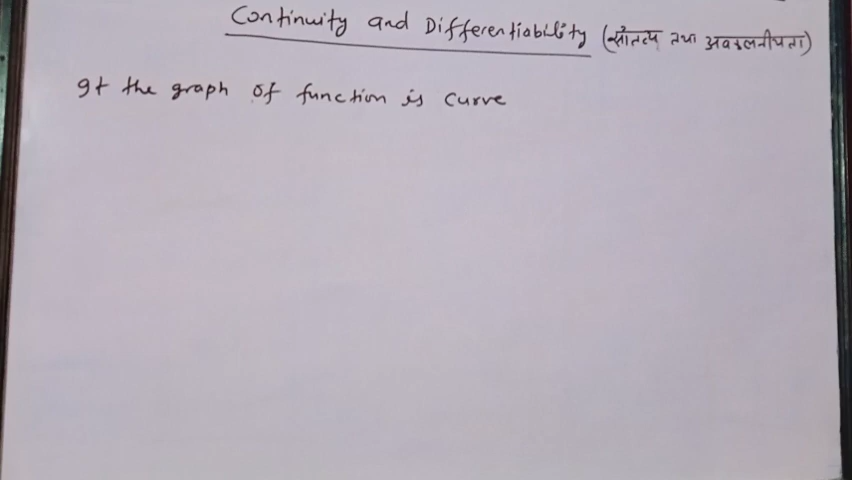 Continuity and Differentiability (सांतत्य तथा अवकलनीयता)
If the graph of function is curve